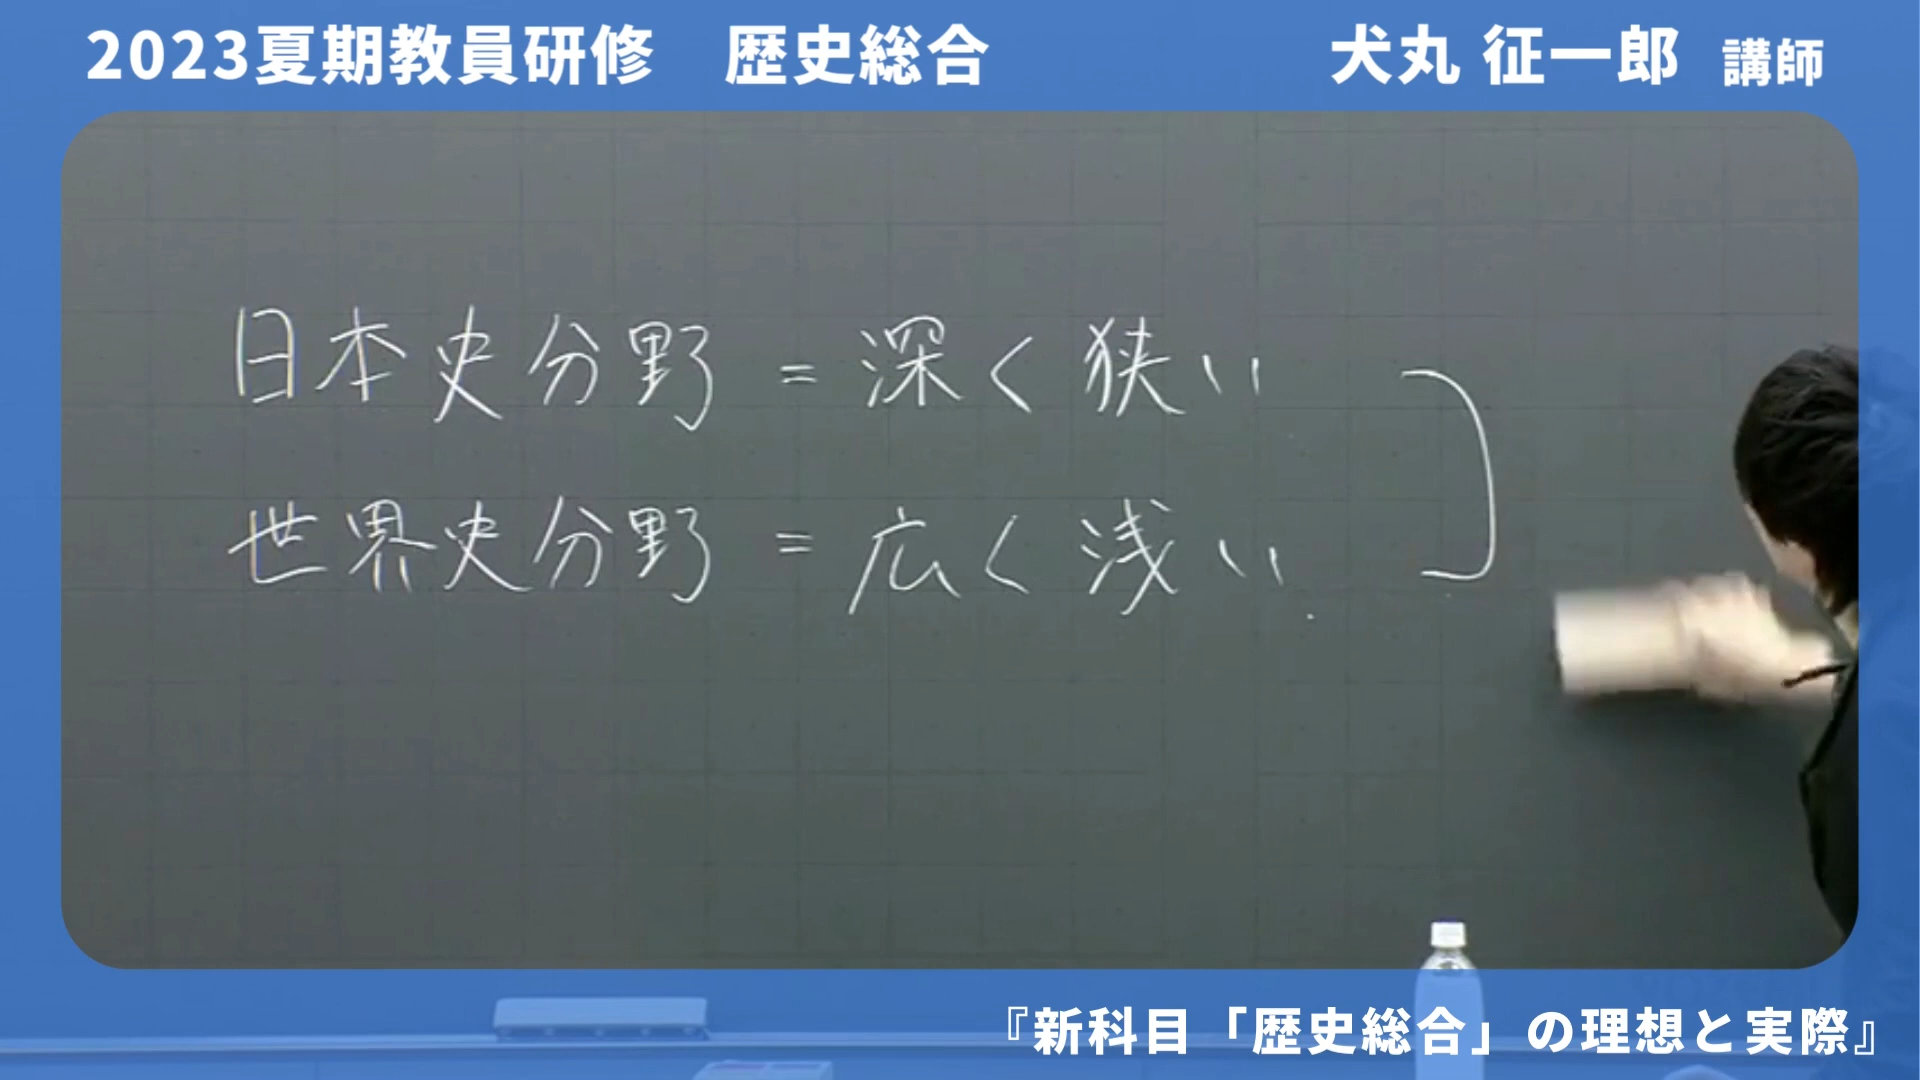 2023夏期教員研修　歴史総合
犬丸 征一郎 講師
日本史分野 = 深く狭い
世界史分野 = 広く浅い
『新科目「歴史総合」の理想と実際』